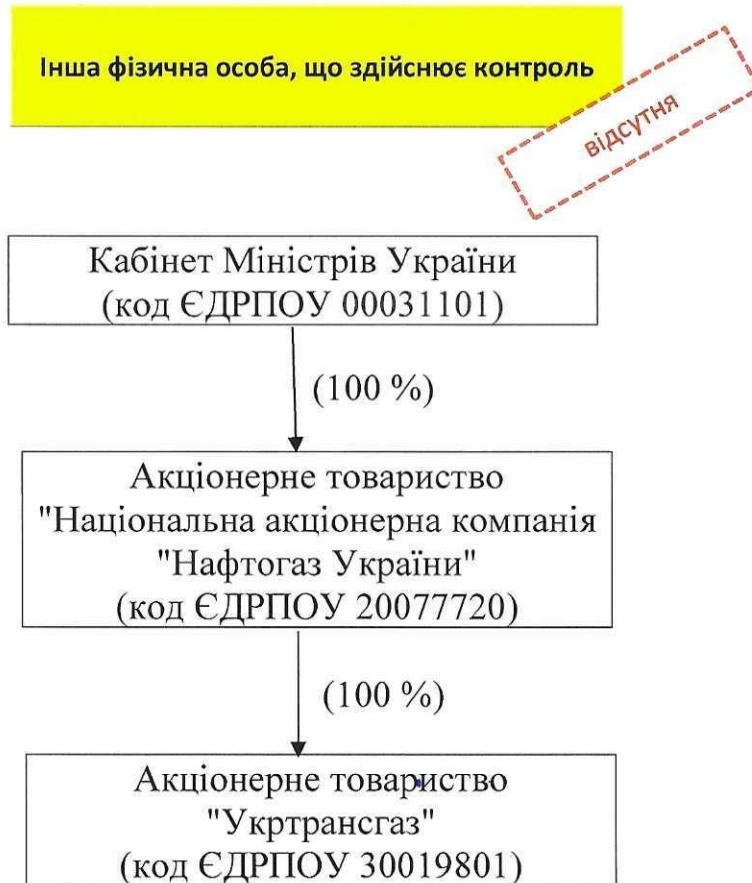 Інша фізична особа, що здійснює контроль
відсутня
Кабінет Міністрів України
(код ЄДРПОУ 00031101)
(100 %)
Акціонерне товариство
"Національна акціонерна компанія
"Нафтогаз України"
(код ЄДРПОУ 20077720)
(100 %)
Акціонерне товариство
"Укртрансгаз"
(код ЄДРПОУ 30019801)